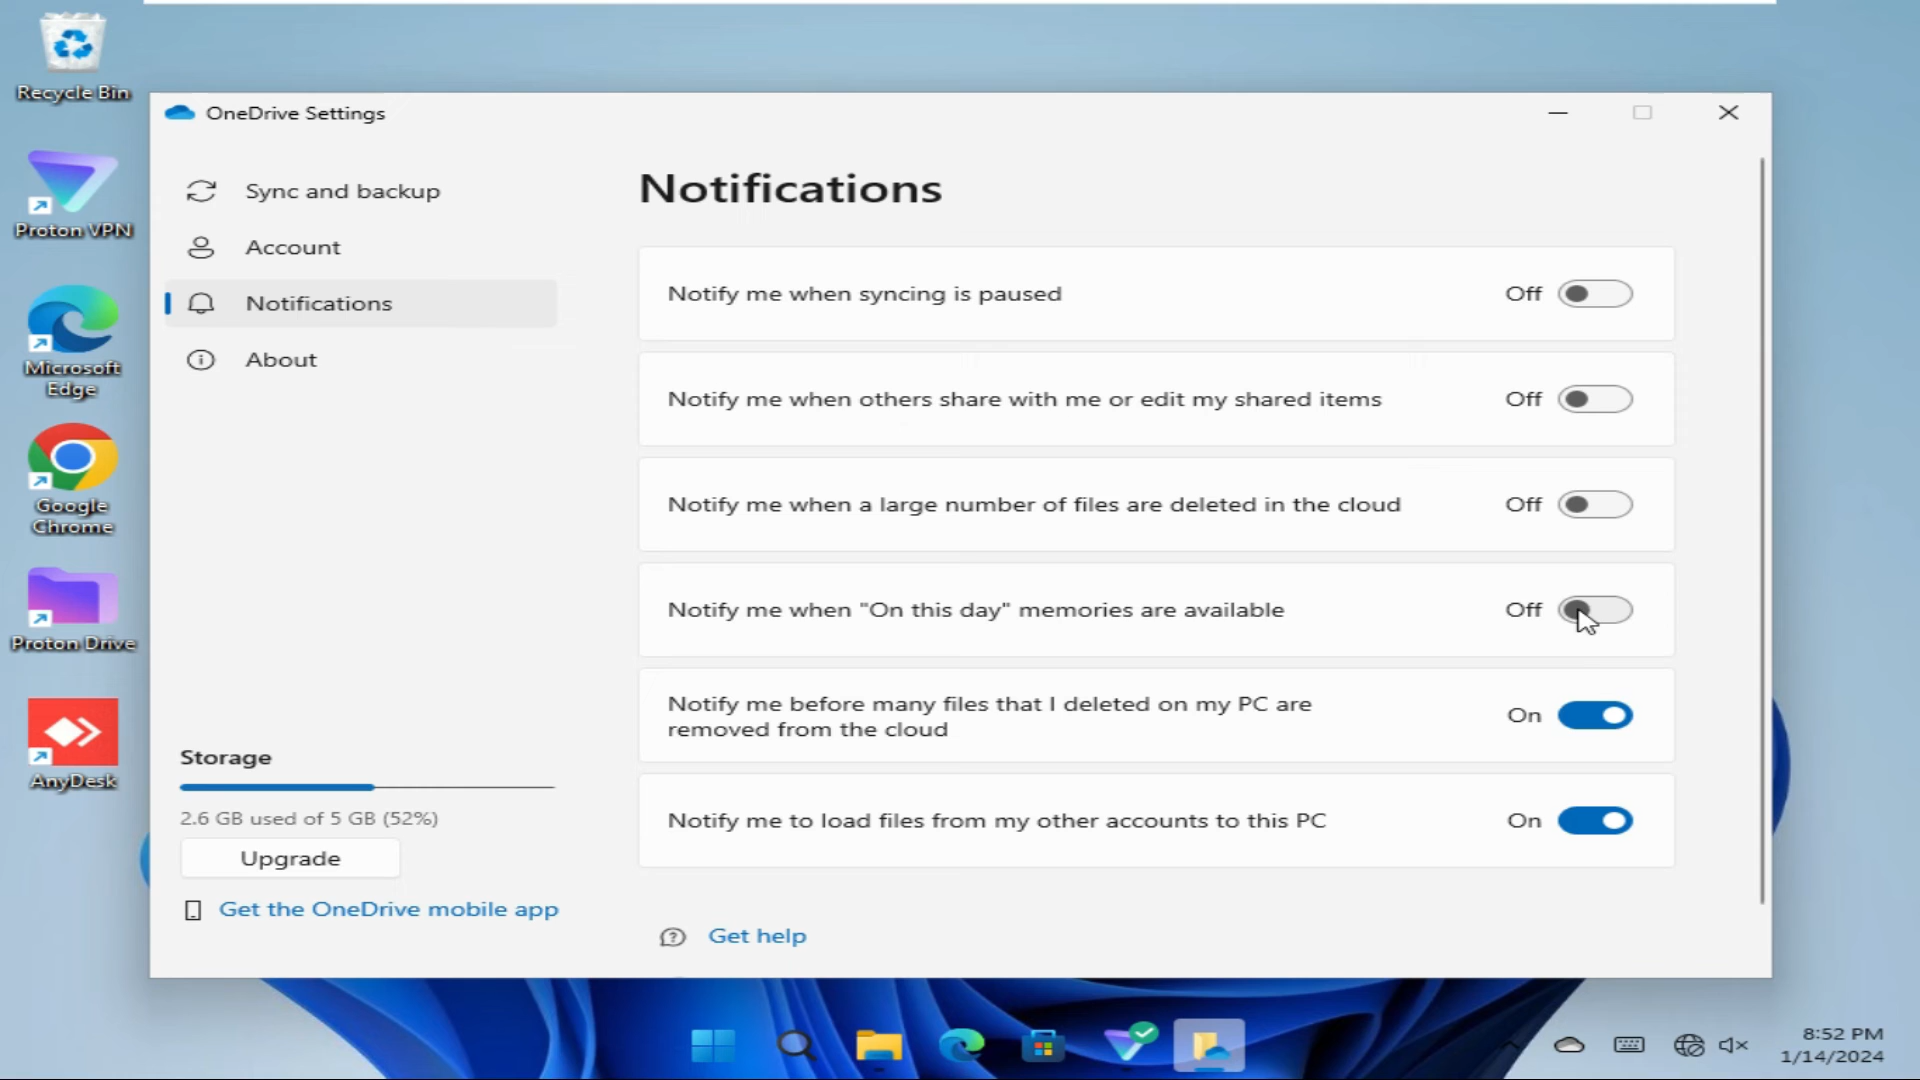 Recycle Bin
Proton VPN
Microsoft
Edge
Google
Chrome
Proton Drive
AnyDesk
OneDrive Settings
Sync and backup
Account
Notifications
About
Storage
2.6 GB used of 5 GB (52%)
Upgrade
Get the OneDrive mobile app
Notifications
Notify me when syncing is paused
Off
Notify me when others share with me or edit my shared items
Off
Notify me when a large number of files are deleted in the cloud
Off
Notify me when "On this day" memories are available
Off
Notify me before many files that I deleted on my PC are
removed from the cloud
On
Notify me to load files from my other accounts to this PC
On
Get help
8:52 PM
1/14/2024